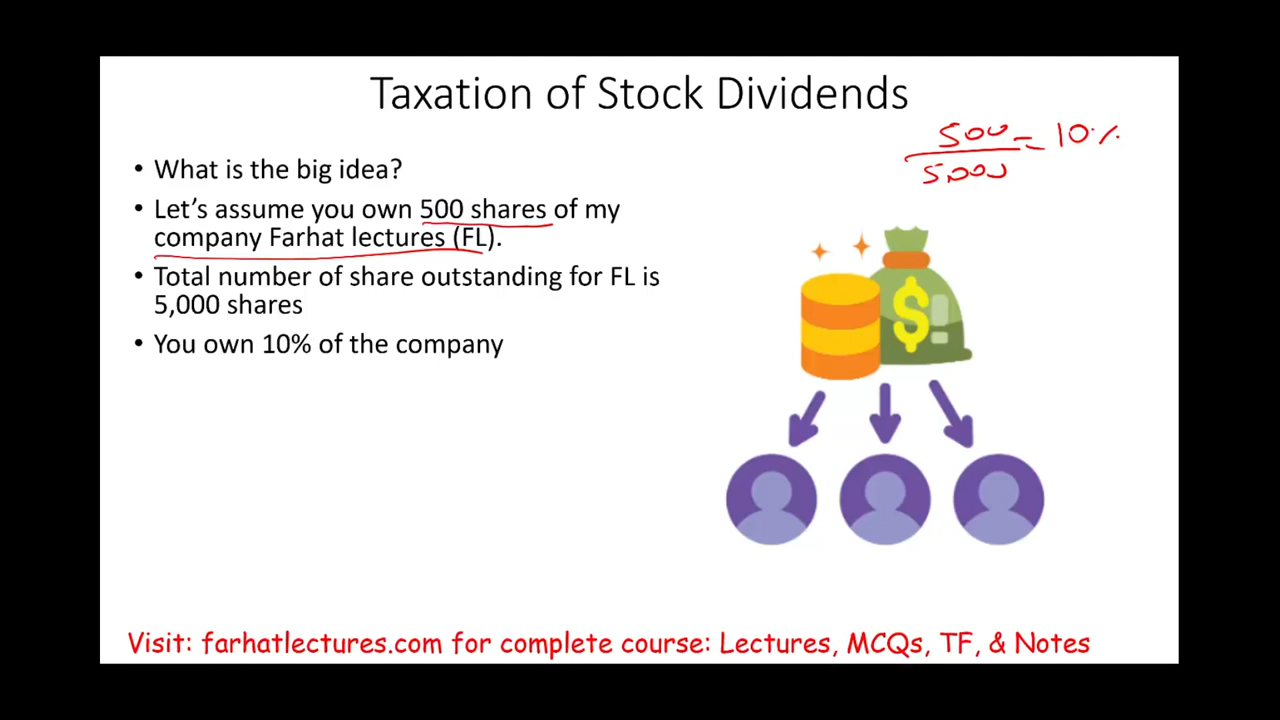 Taxation of Stock Dividends
500 = 10%
5,000
• What is the big idea?
• Let's assume you own 500 shares of my
company Farhat lectures (FL).
• Total number of share outstanding for FL is
5,000 shares
• You own 10% of the company
$
Visit: farhatlectures.com for complete course: Lectures, MCQs, TF, & Notes